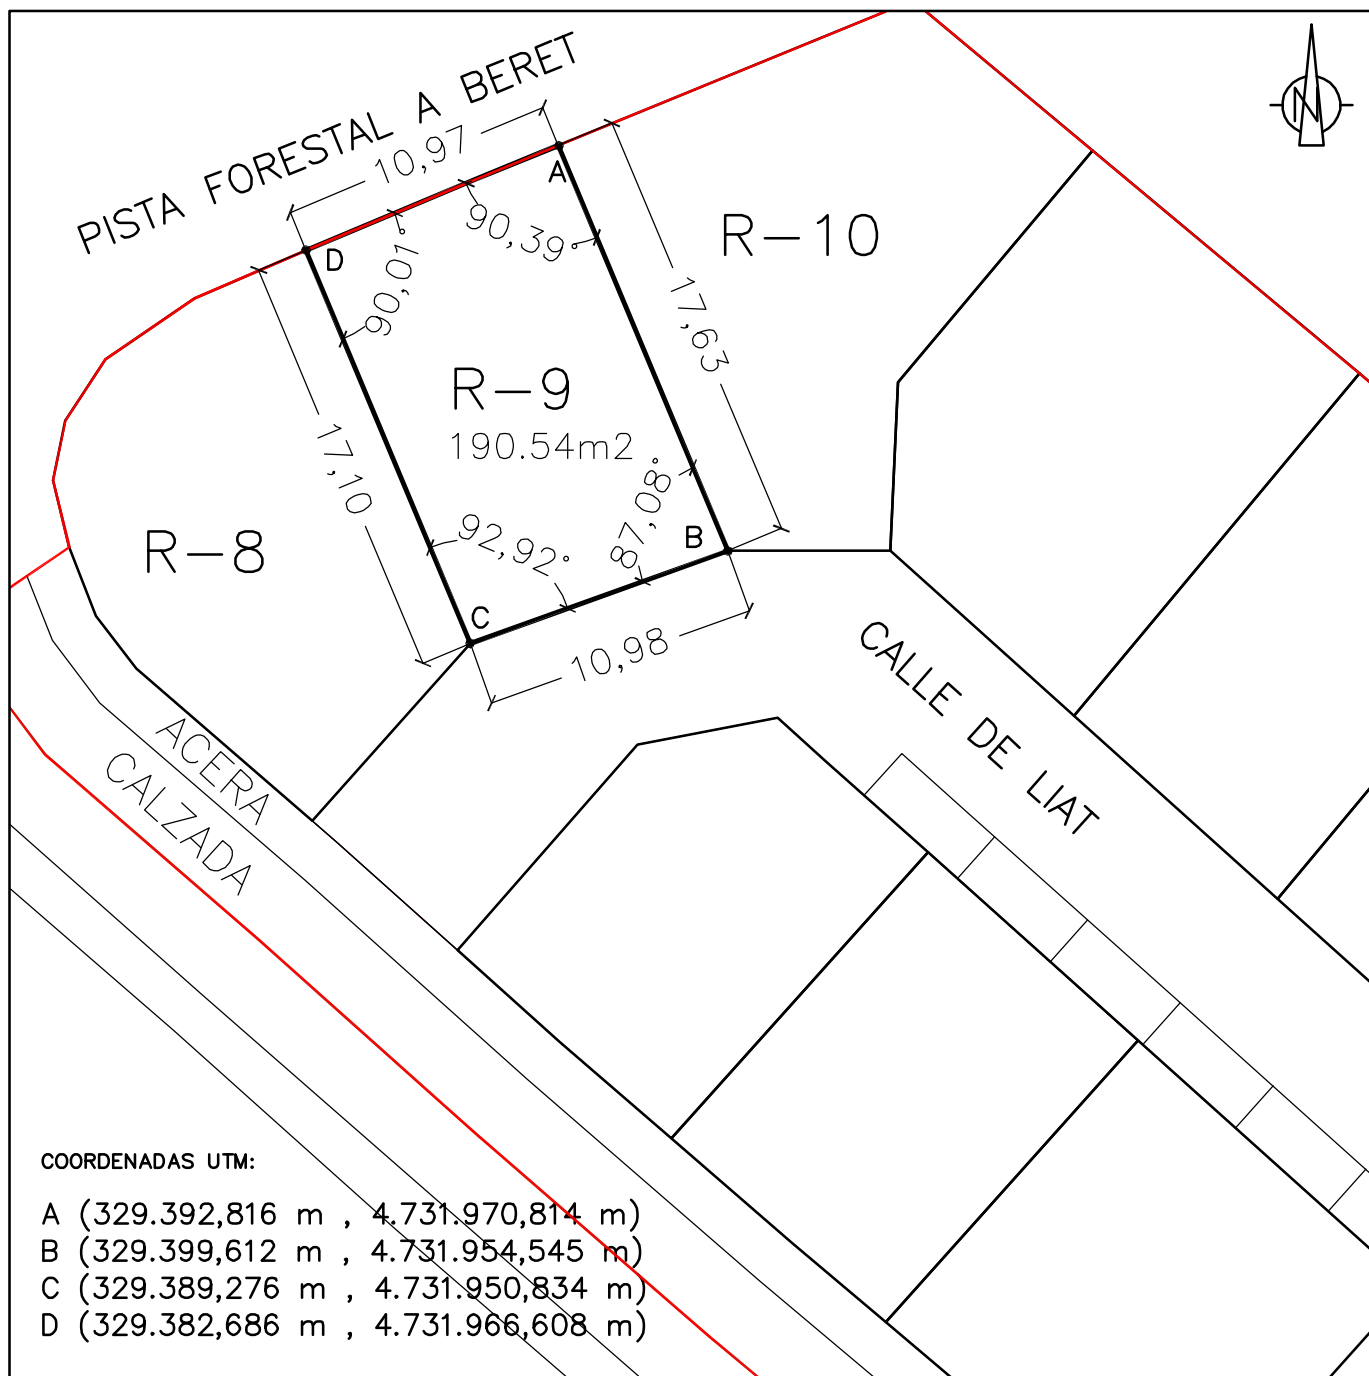 PISTA FORESTAL A BERET
N
10,97
A
D
90,39°
90,01°
R-10
17,63
R-9
190.54m2
17,10
87,08°
92,92°
B
R-8
C
10,98
CALLE DE LIAT
ACERA
CALZADA
COORDENADAS UTM:
A (329.392,816 m , 4.731.970,814 m)
B (329.399,612 m , 4.731.954,545 m)
C (329.389,276 m , 4.731.950,834 m)
D (329.382,686 m , 4.731.966,608 m)